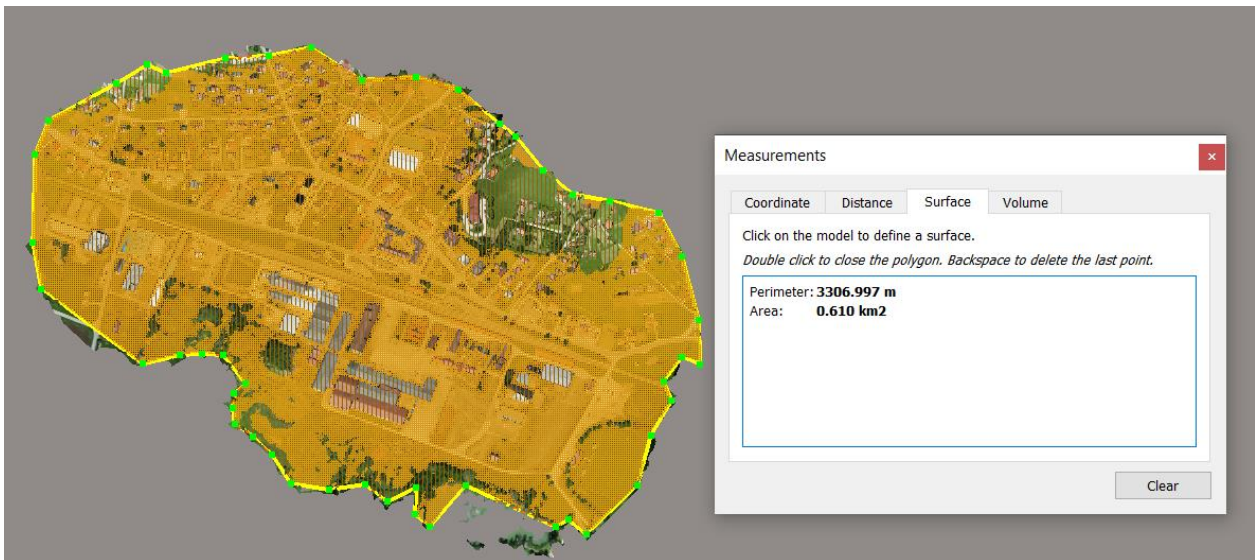 Measurements
×
Coordinate Distance Surface Volume
Click on the model to define a surface.
Double click to close the polygon. Backspace to delete the last point.
Perimeter: 3306.997 m
Area: 0.610 km2
Clear